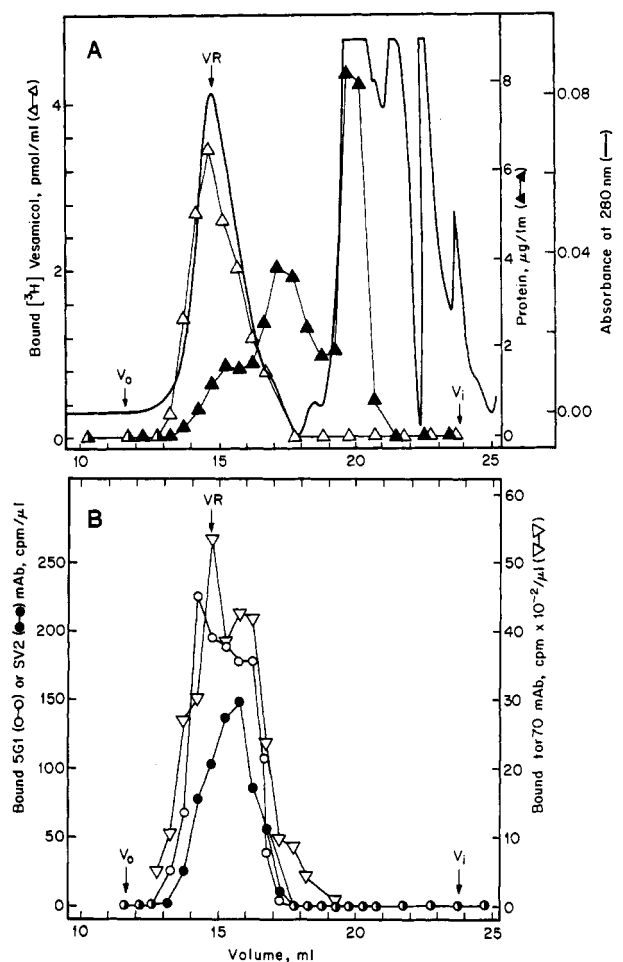 A
VR
Vo
Vi
Bound [³H] Vesamicol, pmol/ml (△–△)
4
2
0
Protein, μg/1m (▲–▲)
8
6
4
2
0
Absorbance at 280 nm (—)
0.08
0.04
0.00
10 15 20 25
B
VR
Vo
Vi
Bound 5G1 (○–○) or SV2 (●–●) mAb, cpm/μl
250
200
150
100
50
0
Bound tor70 mAb, cpm x 10⁻²/μl (▽–▽)
60
50
40
30
20
10
0
10 15 20 25
Volume, ml